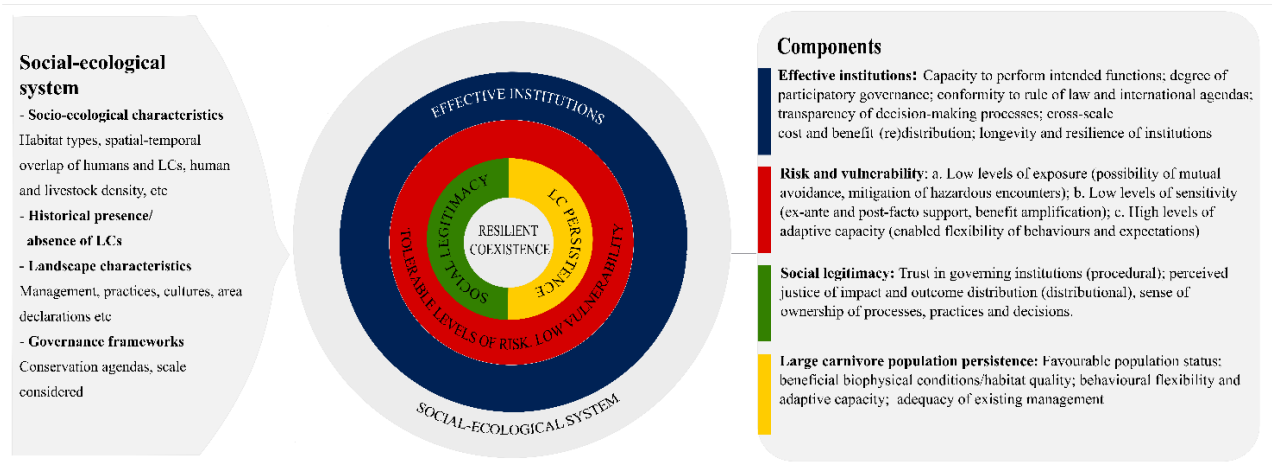 Social-ecological
system
- Socio-ecological characteristics
Habitat types, spatial-temporal
overlap of humans and LCs, human
and livestock density, etc
- Historical presence/
absence of LCs
- Landscape characteristics
Management, practices, cultures, area
declarations etc
- Governance frameworks
Conservation agendas, scale
considered
EFFECTIVE INSTITUTIONS
SOCIAL LEGITIMACY
LC PERSISTENCE
RESILIENT
COEXISTENCE
TOLERABLE LEVELS OF RISK, LOW VULNERABILITY
SOCIAL-ECOLOGICAL SYSTEM
Components
Effective institutions: Capacity to perform intended functions; degree of
participatory governance; conformity to rule of law and international agendas;
transparency of decision-making processes; cross-scale
cost and benefit (re)distribution; longevity and resilience of institutions
Risk and vulnerability: a. Low levels of exposure (possibility of mutual
avoidance, mitigation of hazardous encounters); b. Low levels of sensitivity
(ex-ante and post-facto support, benefit amplification); c. High levels of
adaptive capacity (enabled flexibility of behaviours and expectations)
Social legitimacy: Trust in governing institutions (procedural); perceived
justice of impact and outcome distribution (distributional), sense of
ownership of processes, practices and decisions.
Large carnivore population persistence: Favourable population status;
beneficial biophysical conditions/habitat quality; behavioural flexibility and
adaptive capacity; adequacy of existing management